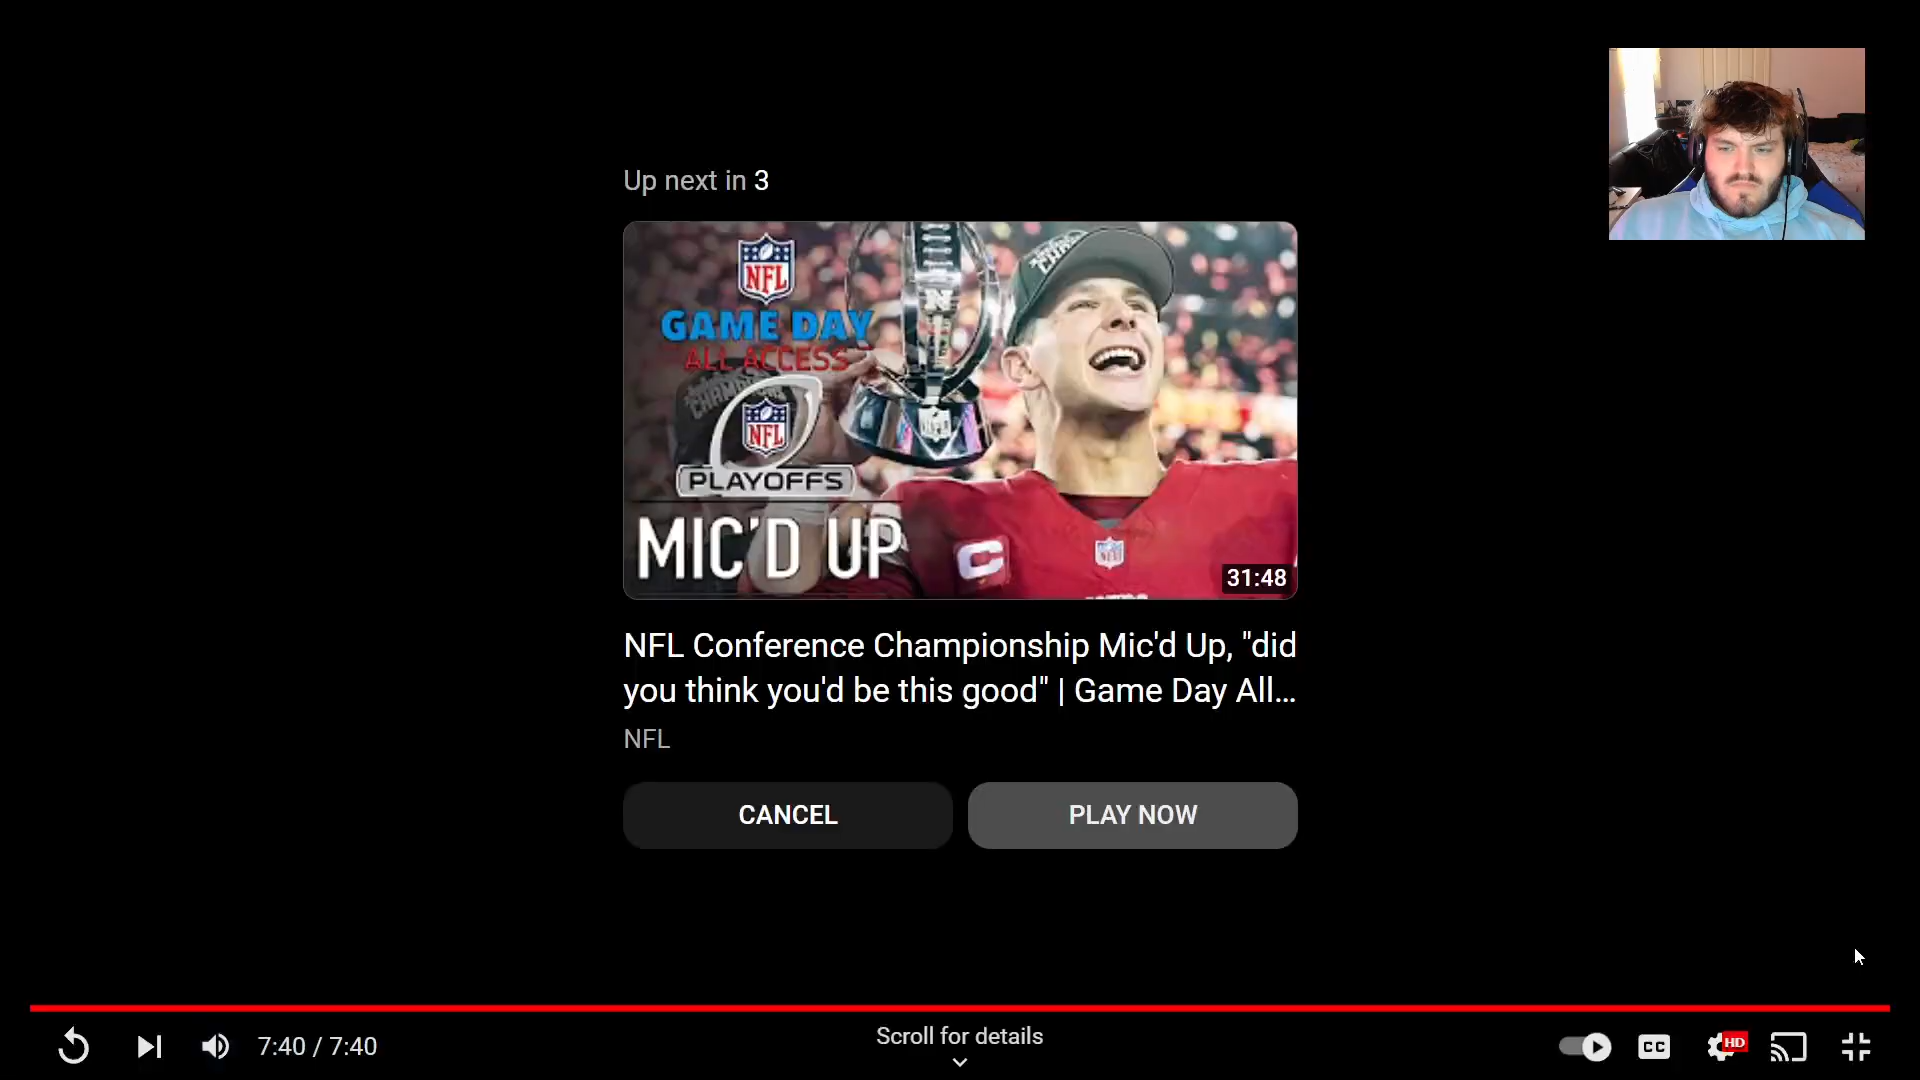 Up next in 3
NFL
GAME DAY
ALL ACCESS
NFL
PLAYOFFS
MIC'D UP
C
31:48
NFL Conference Championship Mic'd Up, "did
you think you'd be this good" | Game Day All...
NFL
CANCEL
PLAY NOW
7:40 / 7:40
Scroll for details
CC
HD